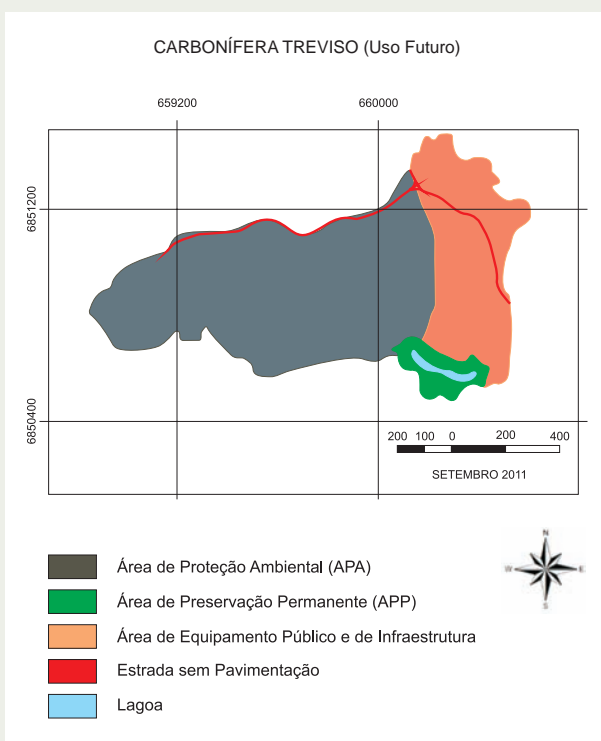 CARBONÍFERA TREVISO (Uso Futuro)
659200 660000
6851200
6850400
200 100 0 200 400
SETEMBRO 2011
N
W E
S
Área de Proteção Ambiental (APA)
Área de Preservação Permanente (APP)
Área de Equipamento Público e de Infraestrutura
Estrada sem Pavimentação
Lagoa